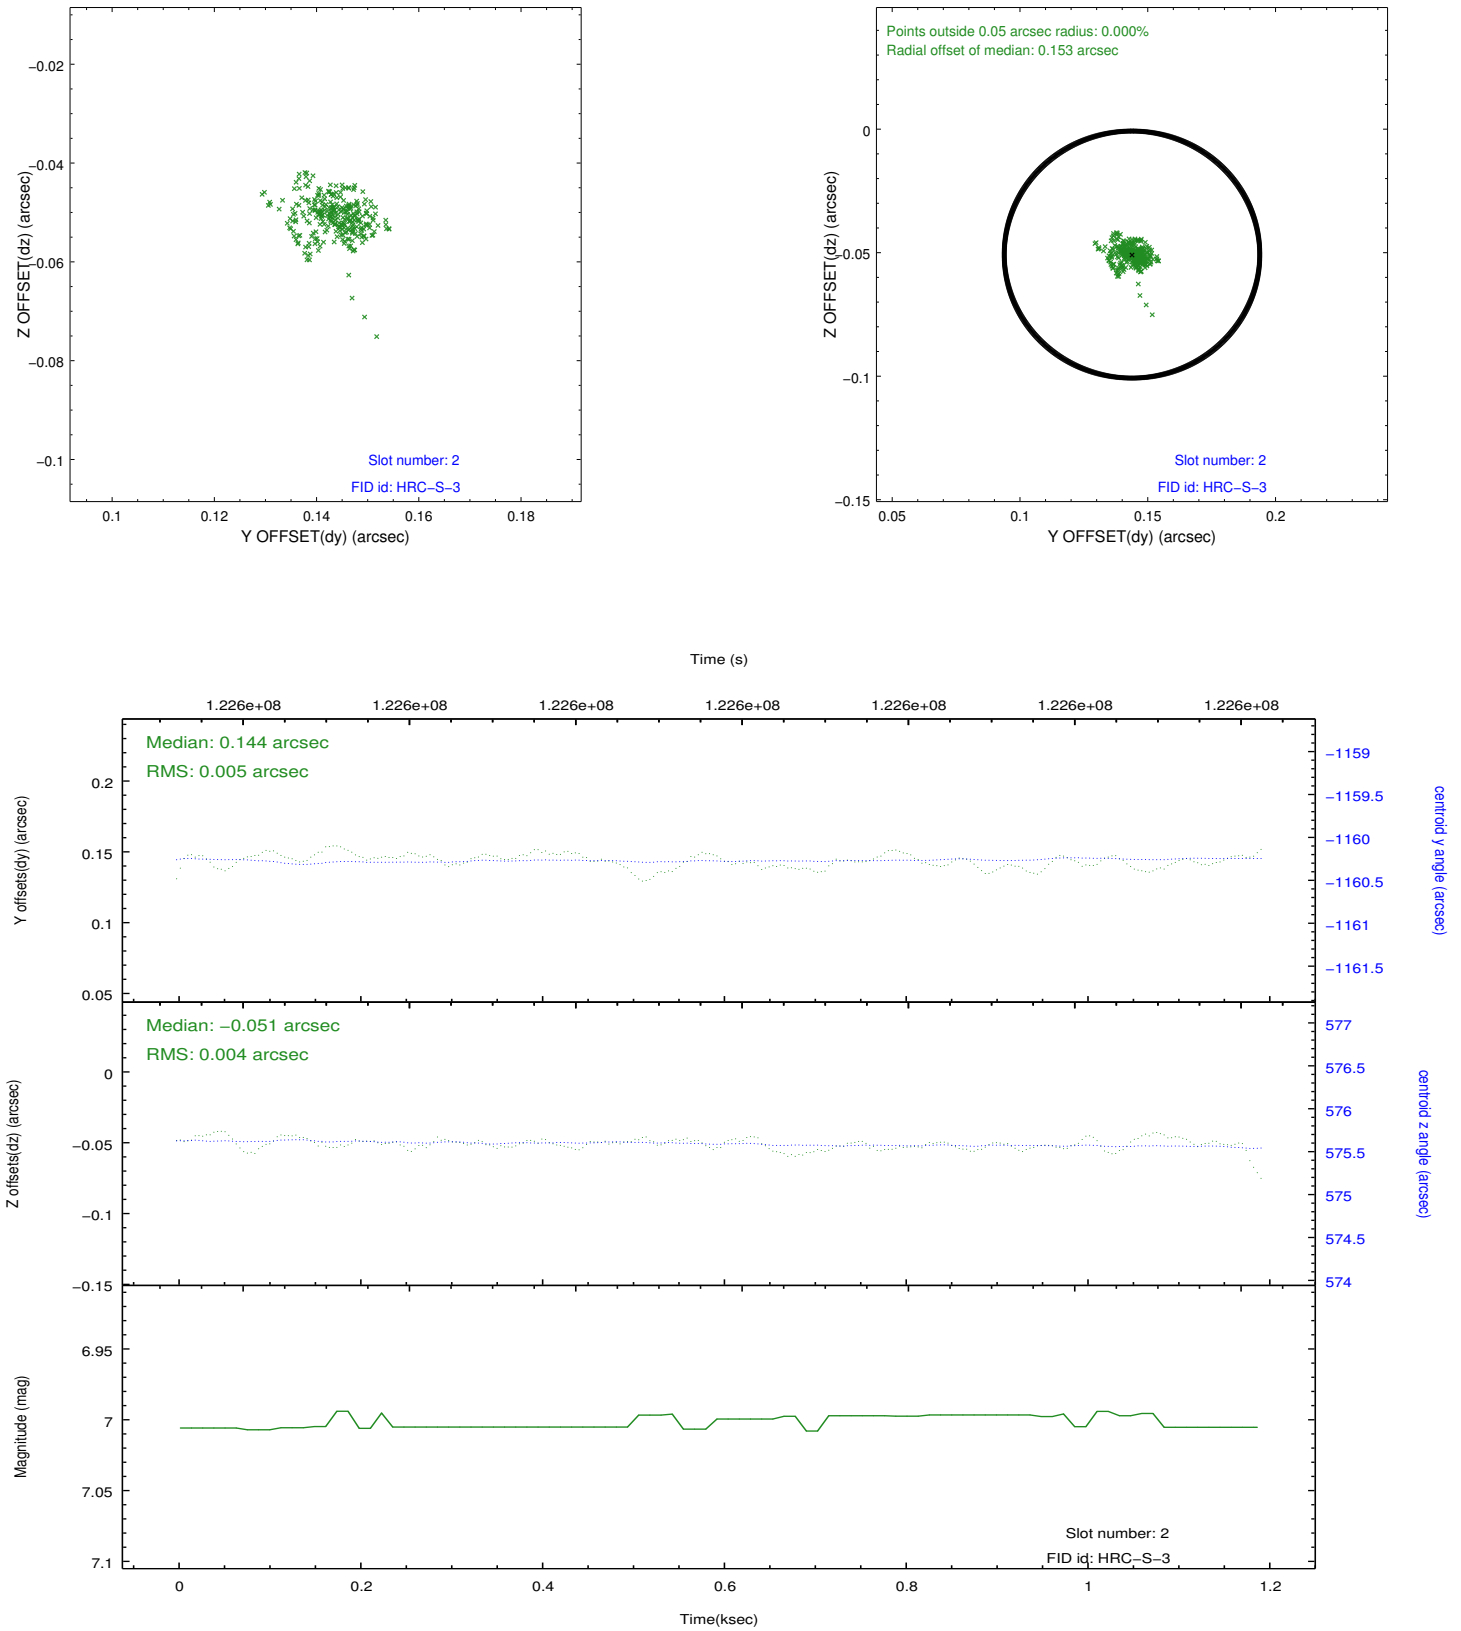 −0.02
−0.04
−0.06
−0.08
−0.1
Z OFFSET(dz) (arcsec)
Slot number: 2
FID id: HRC−S−3
0.1 0.12 0.14 0.16 0.18
Y OFFSET(dy) (arcsec)
Points outside 0.05 arcsec radius: 0.000%
Radial offset of median: 0.153 arcsec
0
−0.05
−0.1
−0.15
Z OFFSET(dz) (arcsec)
Slot number: 2
FID id: HRC−S−3
0.05 0.1 0.15 0.2
Y OFFSET(dy) (arcsec)
Time (s)
1.226e+08 1.226e+08 1.226e+08 1.226e+08 1.226e+08 1.226e+08 1.226e+08
Median: 0.144 arcsec
RMS: 0.005 arcsec
0.2
0.15
0.1
0.05
Y offsets(dy) (arcsec)
−1159
−1159.5
−1160
−1160.5
−1161
−1161.5
centroid y angle (arcsec)
Median: −0.051 arcsec
RMS: 0.004 arcsec
0
−0.05
−0.1
−0.15
Z offsets(dz) (arcsec)
577
576.5
576
575.5
575
574.5
574
centroid z angle (arcsec)
6.95
7
7.05
7.1
Magnitude (mag)
Slot number: 2
FID id: HRC−S−3
0 0.2 0.4 0.6 0.8 1 1.2
Time(ksec)